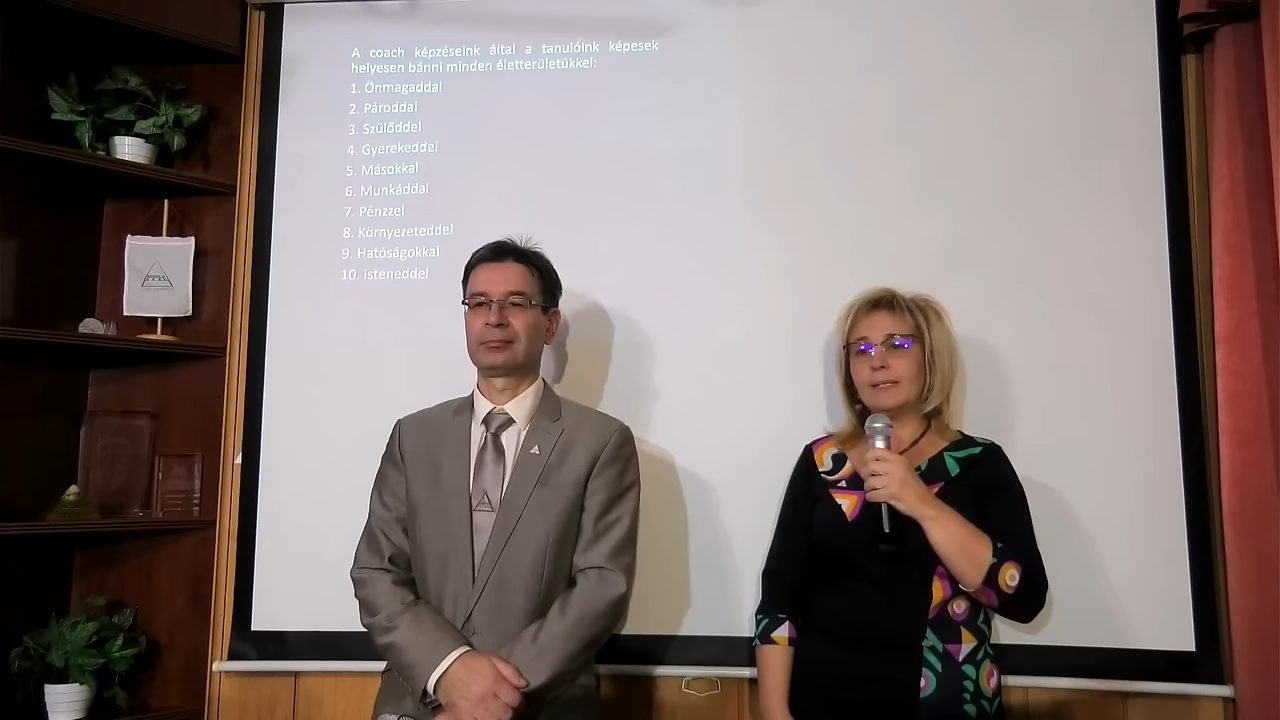 A coach képzéseink által a tanulóink képesek
helyesen bánni minden életterületükkel:
1. Önmagaddal
2. Pároddal
3. Szülőddel
4. Gyerekeddel
5. Másokkal
6. Munkáddal
7. Pénzzel
8. Környezeteddel
9. Hatóságokkal
10. Isteneddel